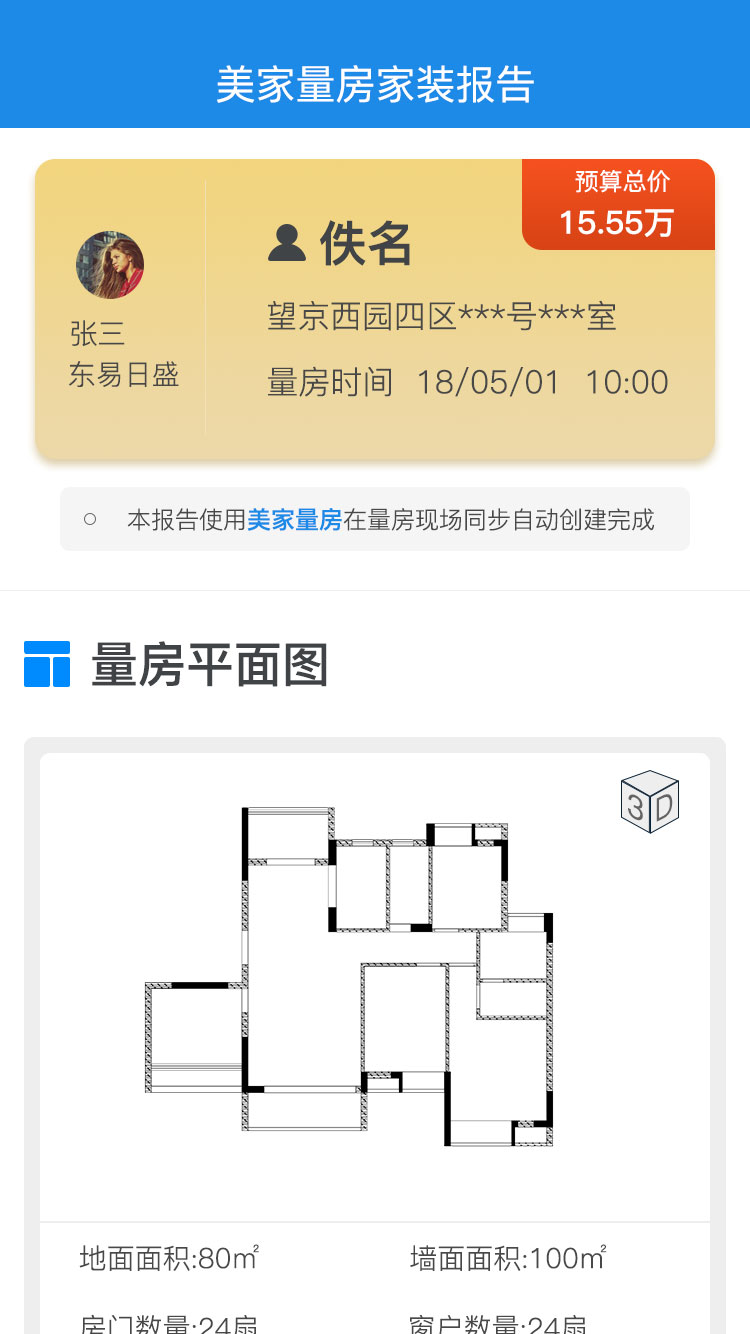 美家量房家装报告
预算总价
15.55万
佚名
张三
东易日盛
望京西园四区***号***室
量房时间 18/05/01 10:00
本报告使用美家量房在量房现场同步自动创建完成
量房平面图
3D
地面面积:80㎡
墙面面积:100㎡
房门数量:24扇
窗户数量:24扇